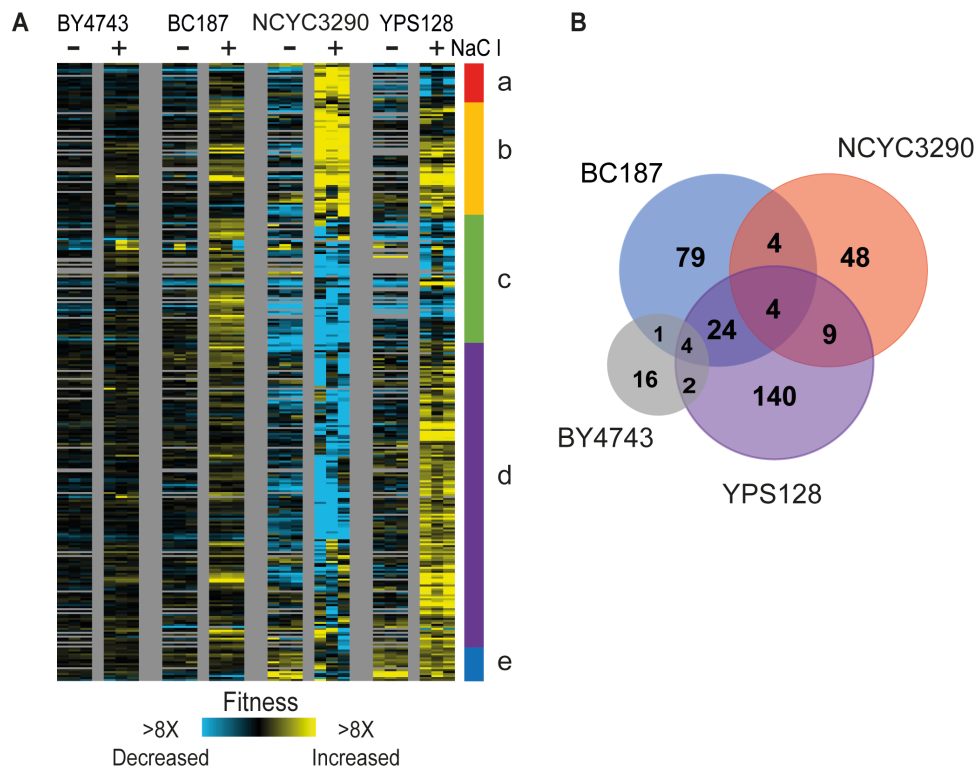 A
BY4743 BC187 NCYC3290 YPS128
– + – + – + – + NaC l
a
b
c
d
e
Fitness
>8X >8X
Decreased Increased
B
NCYC3290
BC187
79 4 48
4
24 9
1 4
16 2
140
BY4743
YPS128